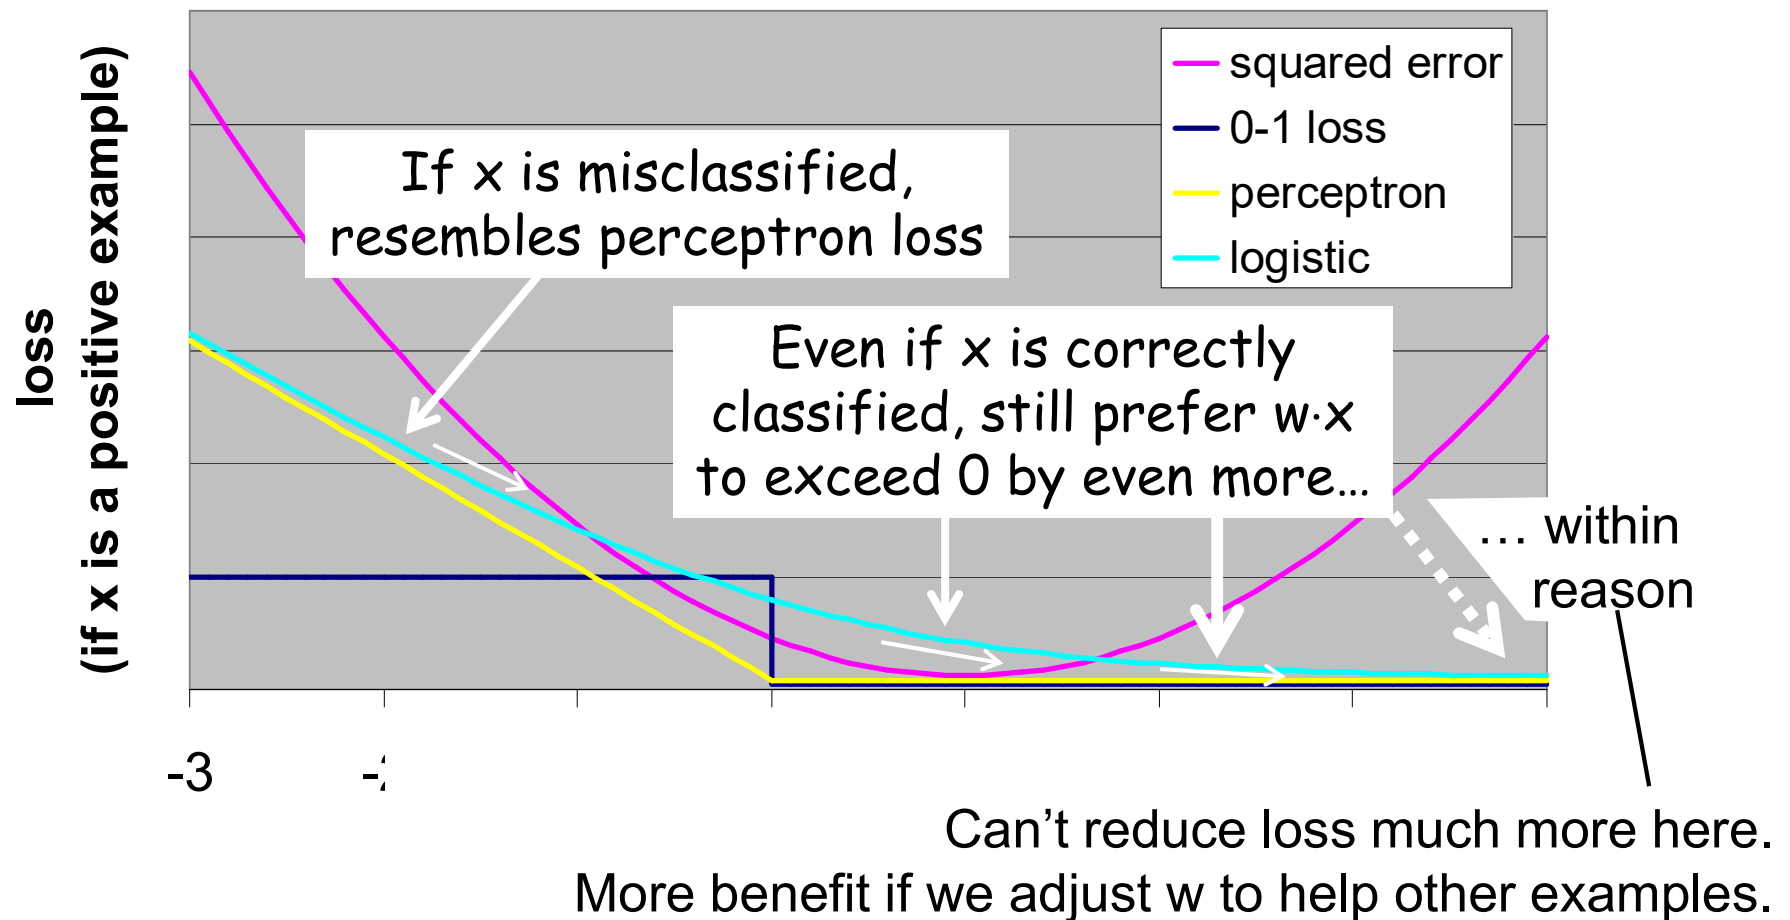 loss
(if x is a positive example)
squared error
0-1 loss
perceptron
logistic
If x is misclassified,
resembles perceptron loss
Even if x is correctly
classified, still prefer w·x
to exceed 0 by even more…
… within
reason
-3
Can’t reduce loss much more here.
More benefit if we adjust w to help other examples.